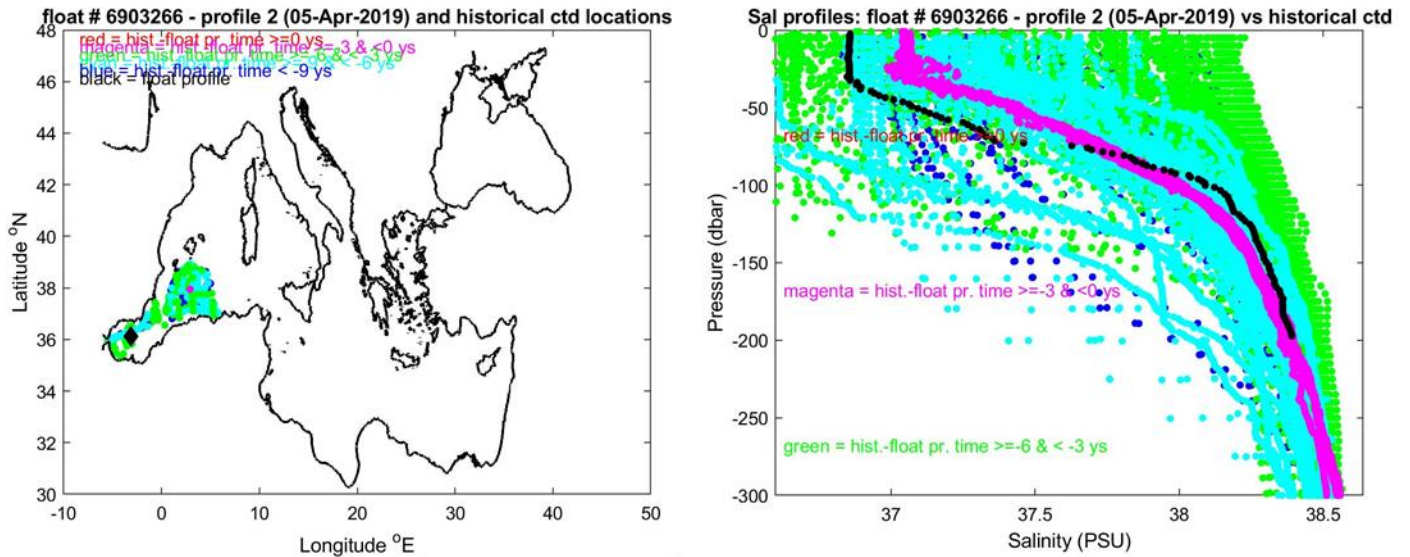 float # 6903266 - profile 2 (05-Apr-2019) and historical ctd locations
48
46
44
42
40
38
36
34
32
30
-10
0
10
20
30
40
50
Latitude °N
Longitude °E
red = hist.-float pr. time >=0 ys
magenta = hist.-float pr. time >=-3 & <0 ys
green = hist.-float pr. time >=-6 & < -3 ys
blue = hist.-float pr. time < -9 ys
black = float profile
Sal profiles: float # 6903266 - profile 2 (05-Apr-2019) vs historical ctd
0
-50
-100
-150
-200
-250
-300
37
37.5
38
38.5
Pressure (dbar)
Salinity (PSU)
red = hist.-float pr. time >=0 ys
magenta = hist.-float pr. time >=-3 & <0 ys
green = hist.-float pr. time >=-6 & < -3 ys